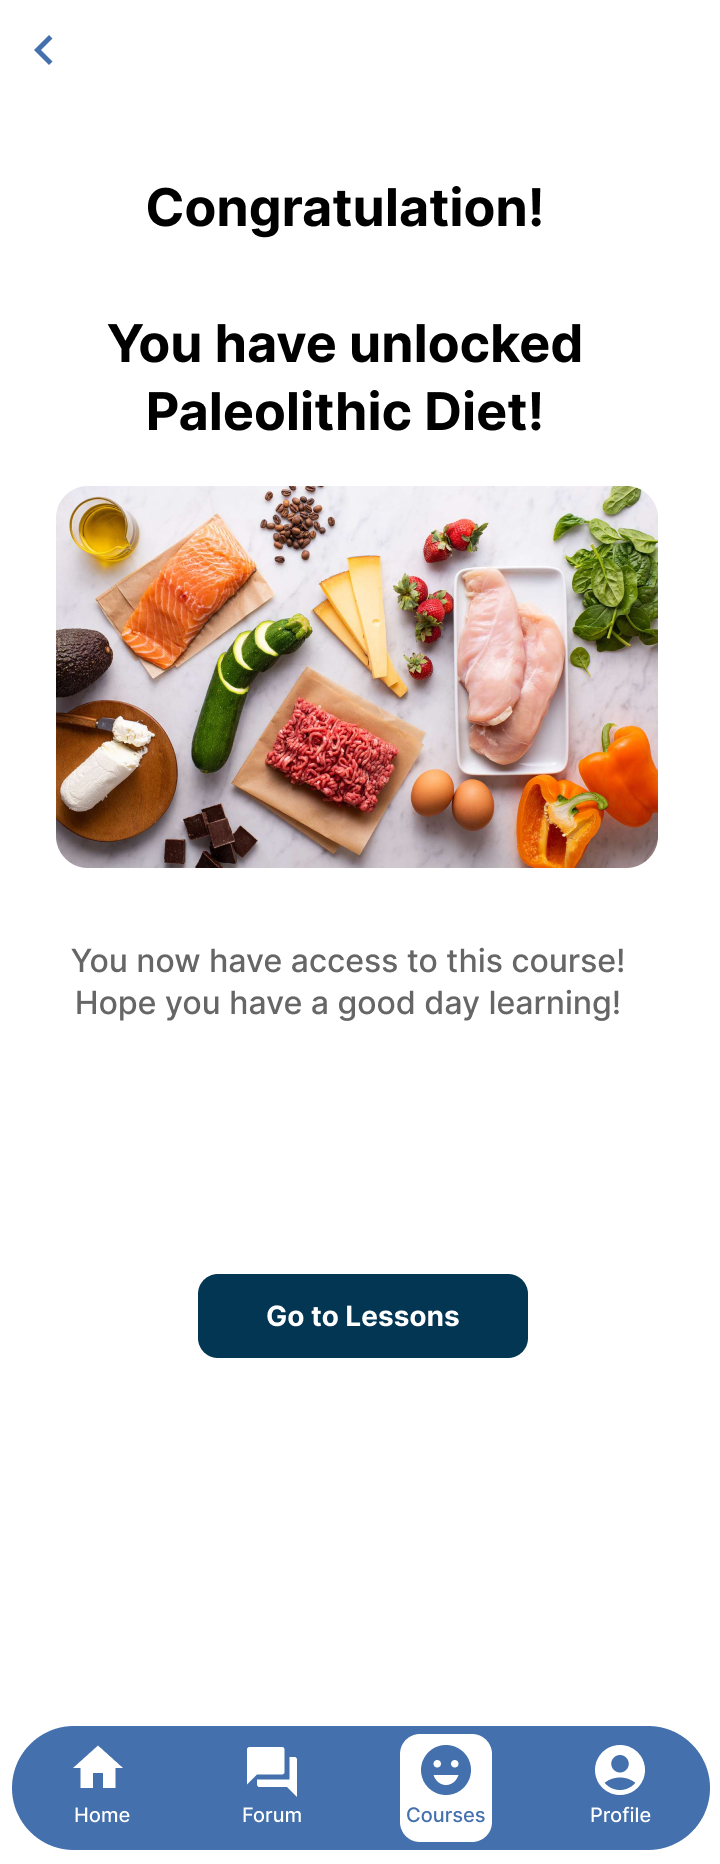 Congratulation!
You have unlocked
Paleolithic Diet!
You now have access to this course!
Hope you have a good day learning!
Go to Lessons
Home
Forum
Courses
Profile